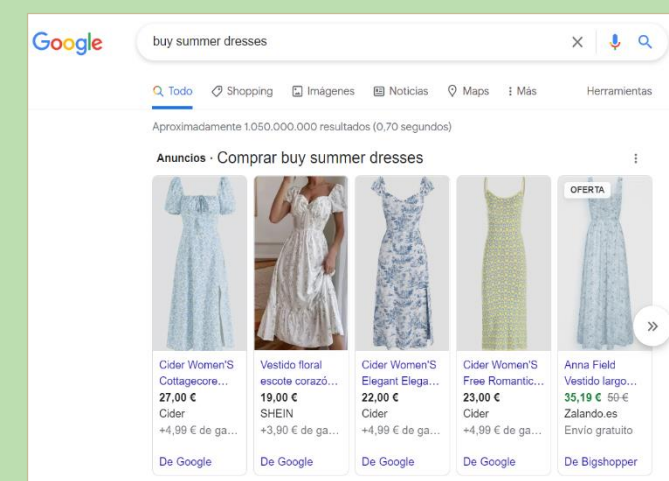 Google
buy summer dresses
Todo Shopping Imágenes Noticias Maps Más Herramientas
Aproximadamente 1.050.000.000 resultados (0,70 segundos)
Anuncios · Comprar buy summer dresses
OFERTA
Cider Women'S
Cottagecore...
27,00 €
Cider
+4,99 € de ga...
De Google
Vestido floral
escote corazó...
19,00 €
SHEIN
+3,90 € de ga...
De Google
Cider Women'S
Elegant Elega...
22,00 €
Cider
+4,99 € de ga...
De Google
Cider Women'S
Free Romantic...
23,00 €
Cider
+4,99 € de ga...
De Google
Anna Field
Vestido largo...
35,19 € 50 €
Zalando.es
Envío gratuito
De Bigshopper